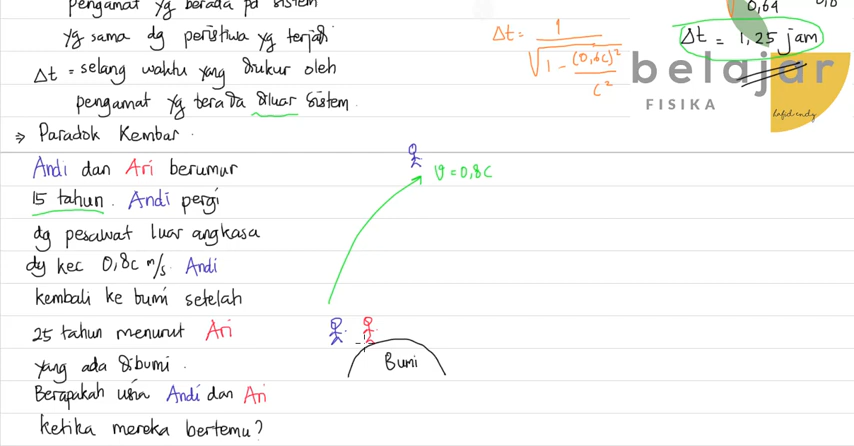 pengamat yg berada pd sistem
yg sama dg peristiwa yg terjadi
Δt = selang waktu yang diukur oleh
pengamat yg berada diluar sistem.
⇒ Paradok Kembar.
Andi dan Ari berumur
15 tahun. Andi pergi
dg pesawat luar angkasa
dg kec 0,8c m/s. Andi
kembali ke bumi setelah
25 tahun menurut Ari
yang ada dibumi.
Berapakah usia Andi dan Ari
ketika mereka bertemu?
Δt = 1 / √(1 - (0,6c)² / c²)
0,64
Δt = 1,25 jam
belajar
FISIKA
hafid endy
v = 0,8c
Bumi